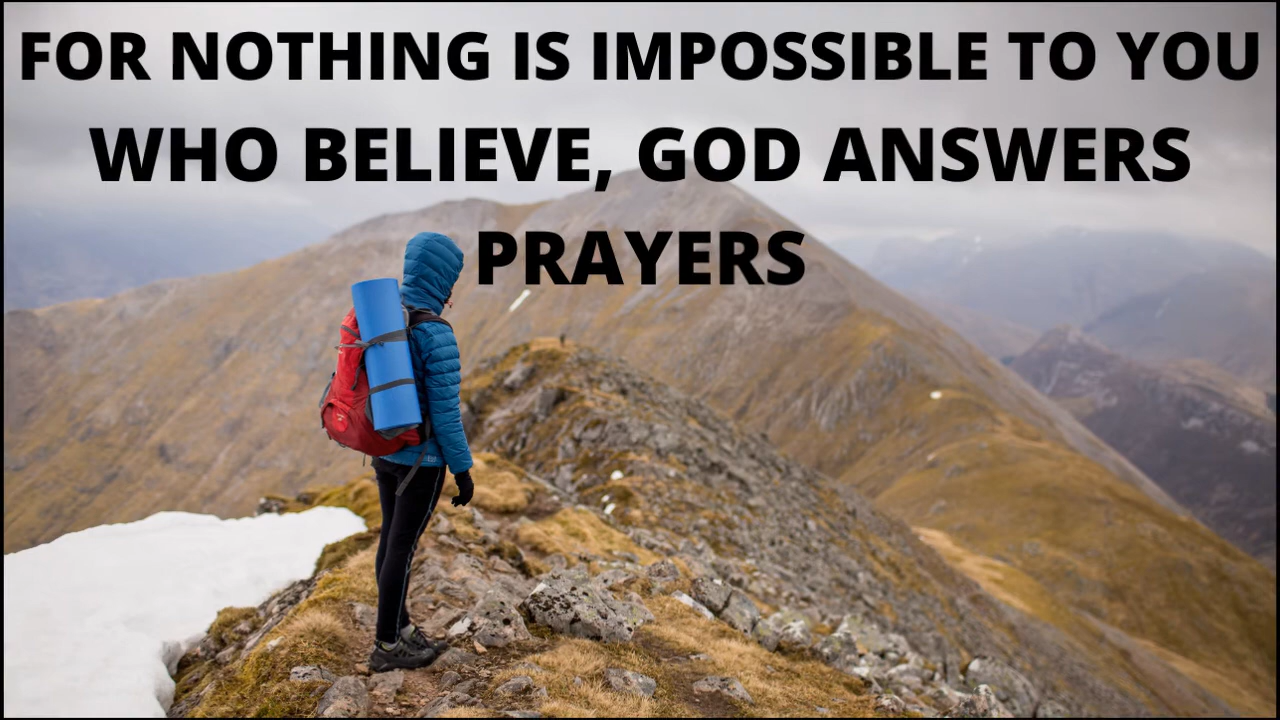 FOR NOTHING IS IMPOSSIBLE TO YOU
WHO BELIEVE, GOD ANSWERS
PRAYERS